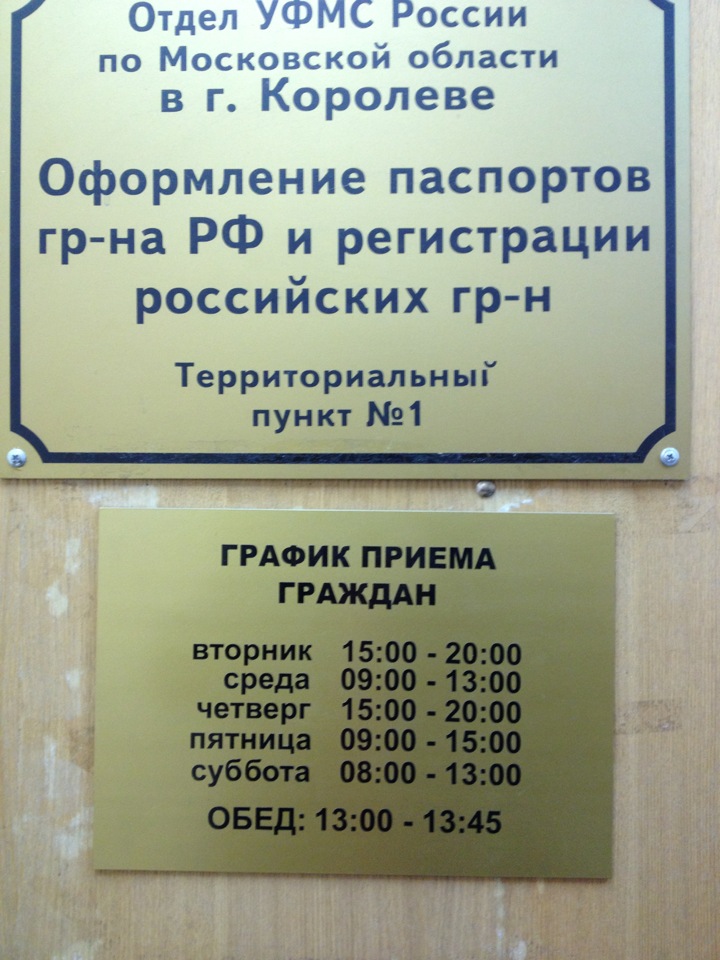 Отдел УФМС России
по Московской области
в г. Королеве
Оформление паспортов
гр-на РФ и регистрации
российских гр-н
Территориальный
пункт №1
ГРАФИК ПРИЕМА
ГРАЖДАН
вторник 15:00 - 20:00
среда 09:00 - 13:00
четверг 15:00 - 20:00
пятница 09:00 - 15:00
суббота 08:00 - 13:00
ОБЕД: 13:00 - 13:45